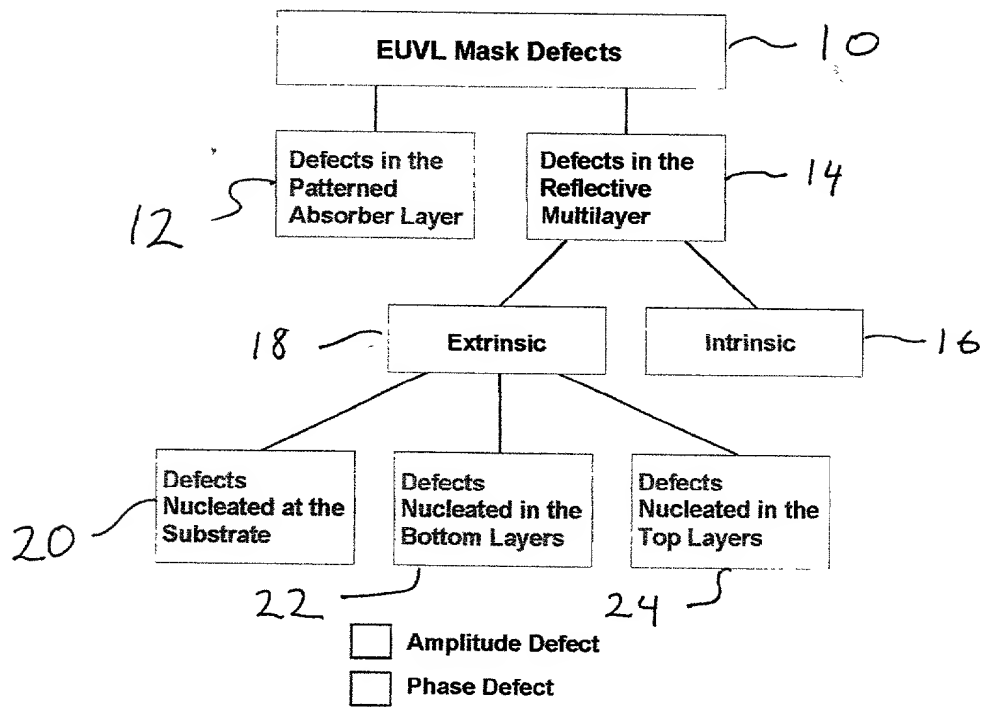 EUVL Mask Defects
10
Defects in the
Patterned
Absorber Layer
12
Defects in the
Reflective
Multilayer
14
18
Extrinsic
Intrinsic
16
Defects
Nucleated at the
Substrate
20
Defects
Nucleated in the
Bottom Layers
22
Defects
Nucleated in the
Top Layers
24
Amplitude Defect
Phase Defect